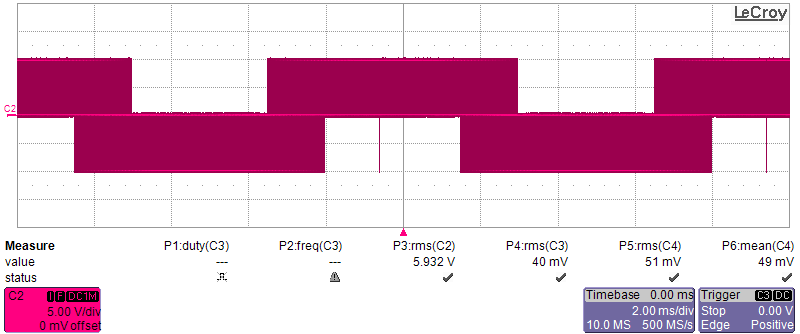 LeCroy
C2
Measure P1:duty(C3) P2:freq(C3) P3:rms(C2) P4:rms(C3) P5:rms(C4) P6:mean(C4)
value --- --- 5.932 V 40 mV 51 mV 49 mV
status
C2 I F DC1M
5.00 V/div
0 mV offset
Timebase 0.00 ms
2.00 ms/div
10.0 MS 500 MS/s
Trigger C3 DC
Stop 0.00 V
Edge Positive